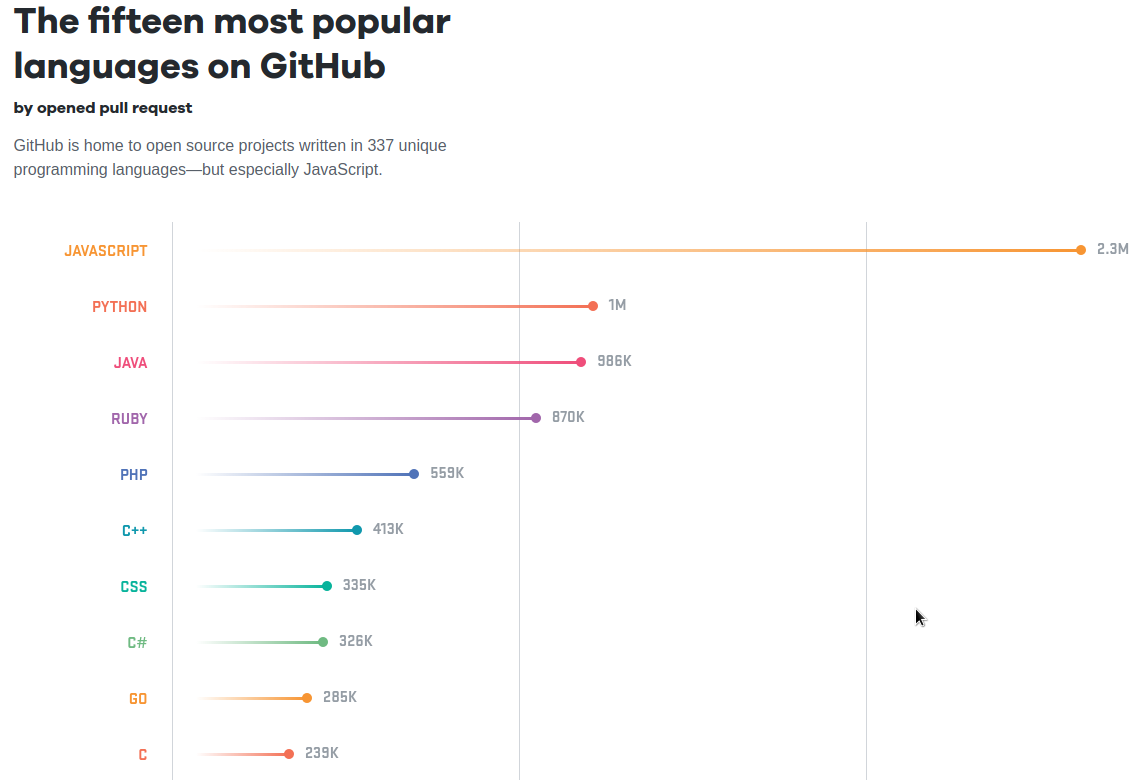 The fifteen most popular
languages on GitHub
by opened pull request
GitHub is home to open source projects written in 337 unique
programming languages—but especially JavaScript.
JAVASCRIPT 2.3M
PYTHON 1M
JAVA 986K
RUBY 870K
PHP 559K
C++ 413K
CSS 335K
C# 326K
GO 285K
C 239K